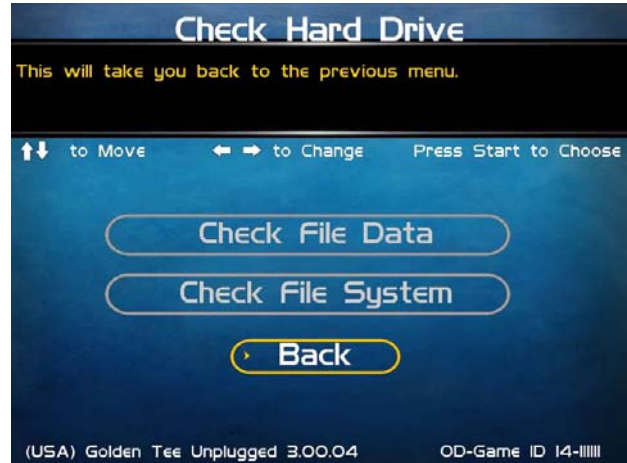 Check Hard Drive
This will take you back to the previous menu.
to Move to Change Press Start to Choose
Check File Data
Check File System
Back
(USA) Golden Tee Unplugged 3.00.04 OD-Game ID 14-111111